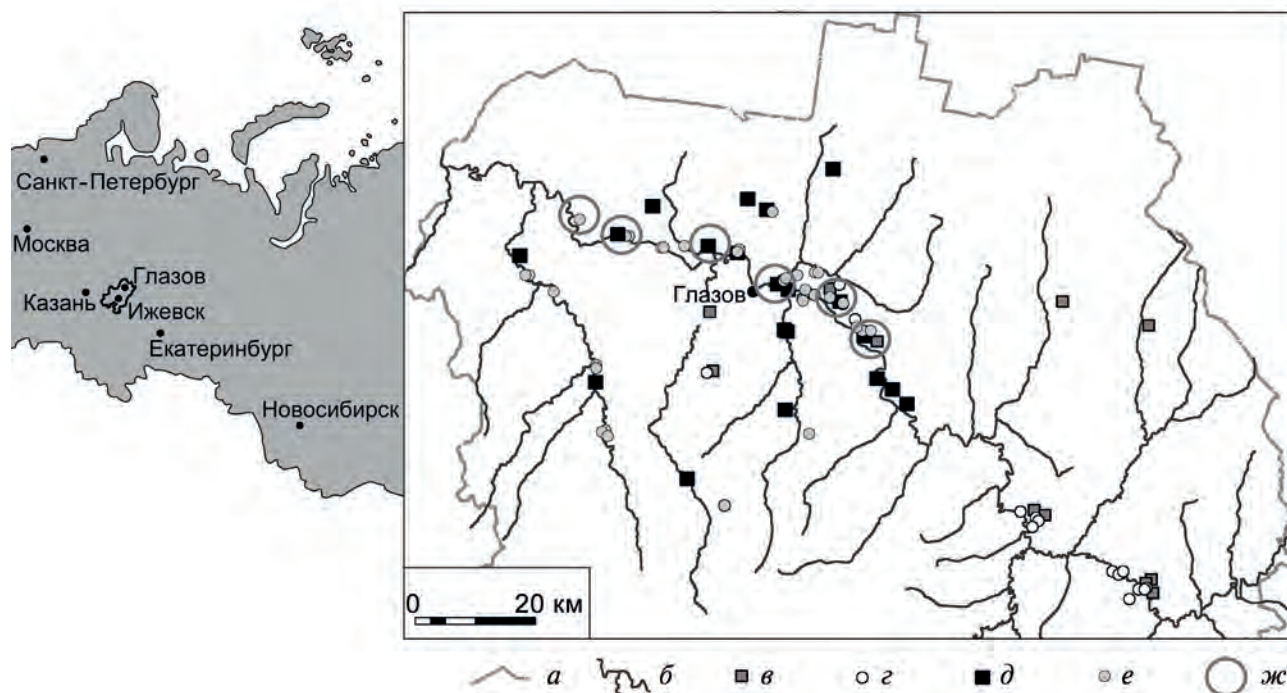 Санкт-Петербург
Москва
Глазов
Казань
Ижевск
Екатеринбург
Новосибирск
Глазов
0 20 км
а б в г д е ж